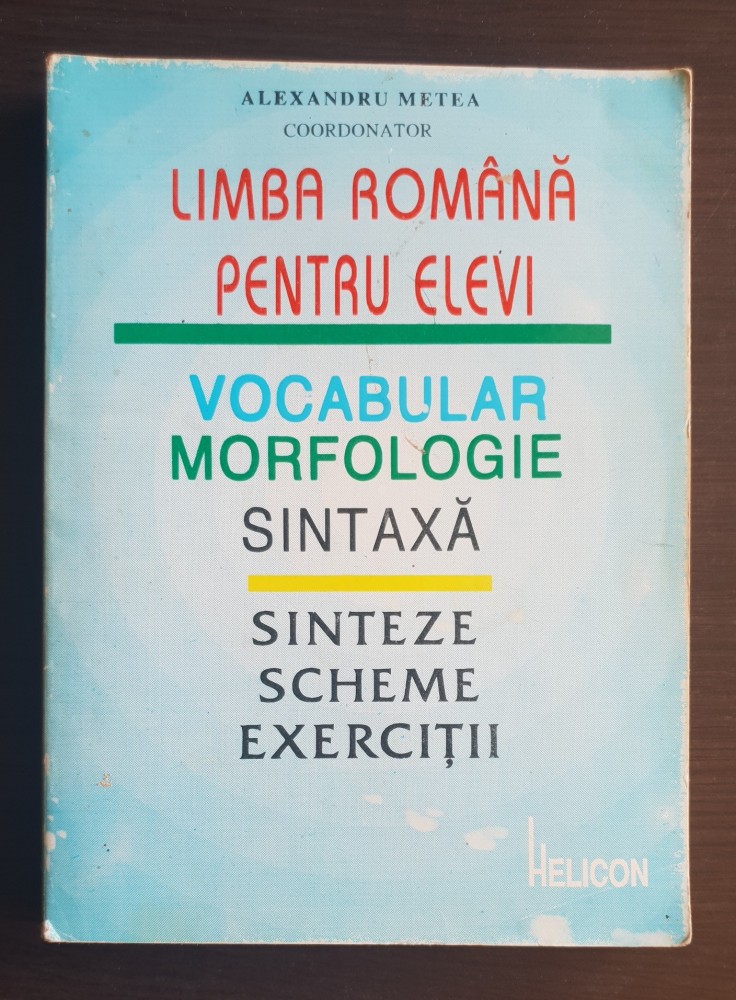 ALEXANDRU METEA
COORDONATOR
LIMBA ROMÂNĂ
PENTRU ELEVI
VOCABULAR
MORFOLOGIE
SINTAXĂ
SINTEZE
SCHEME
EXERCIȚII
HELICON